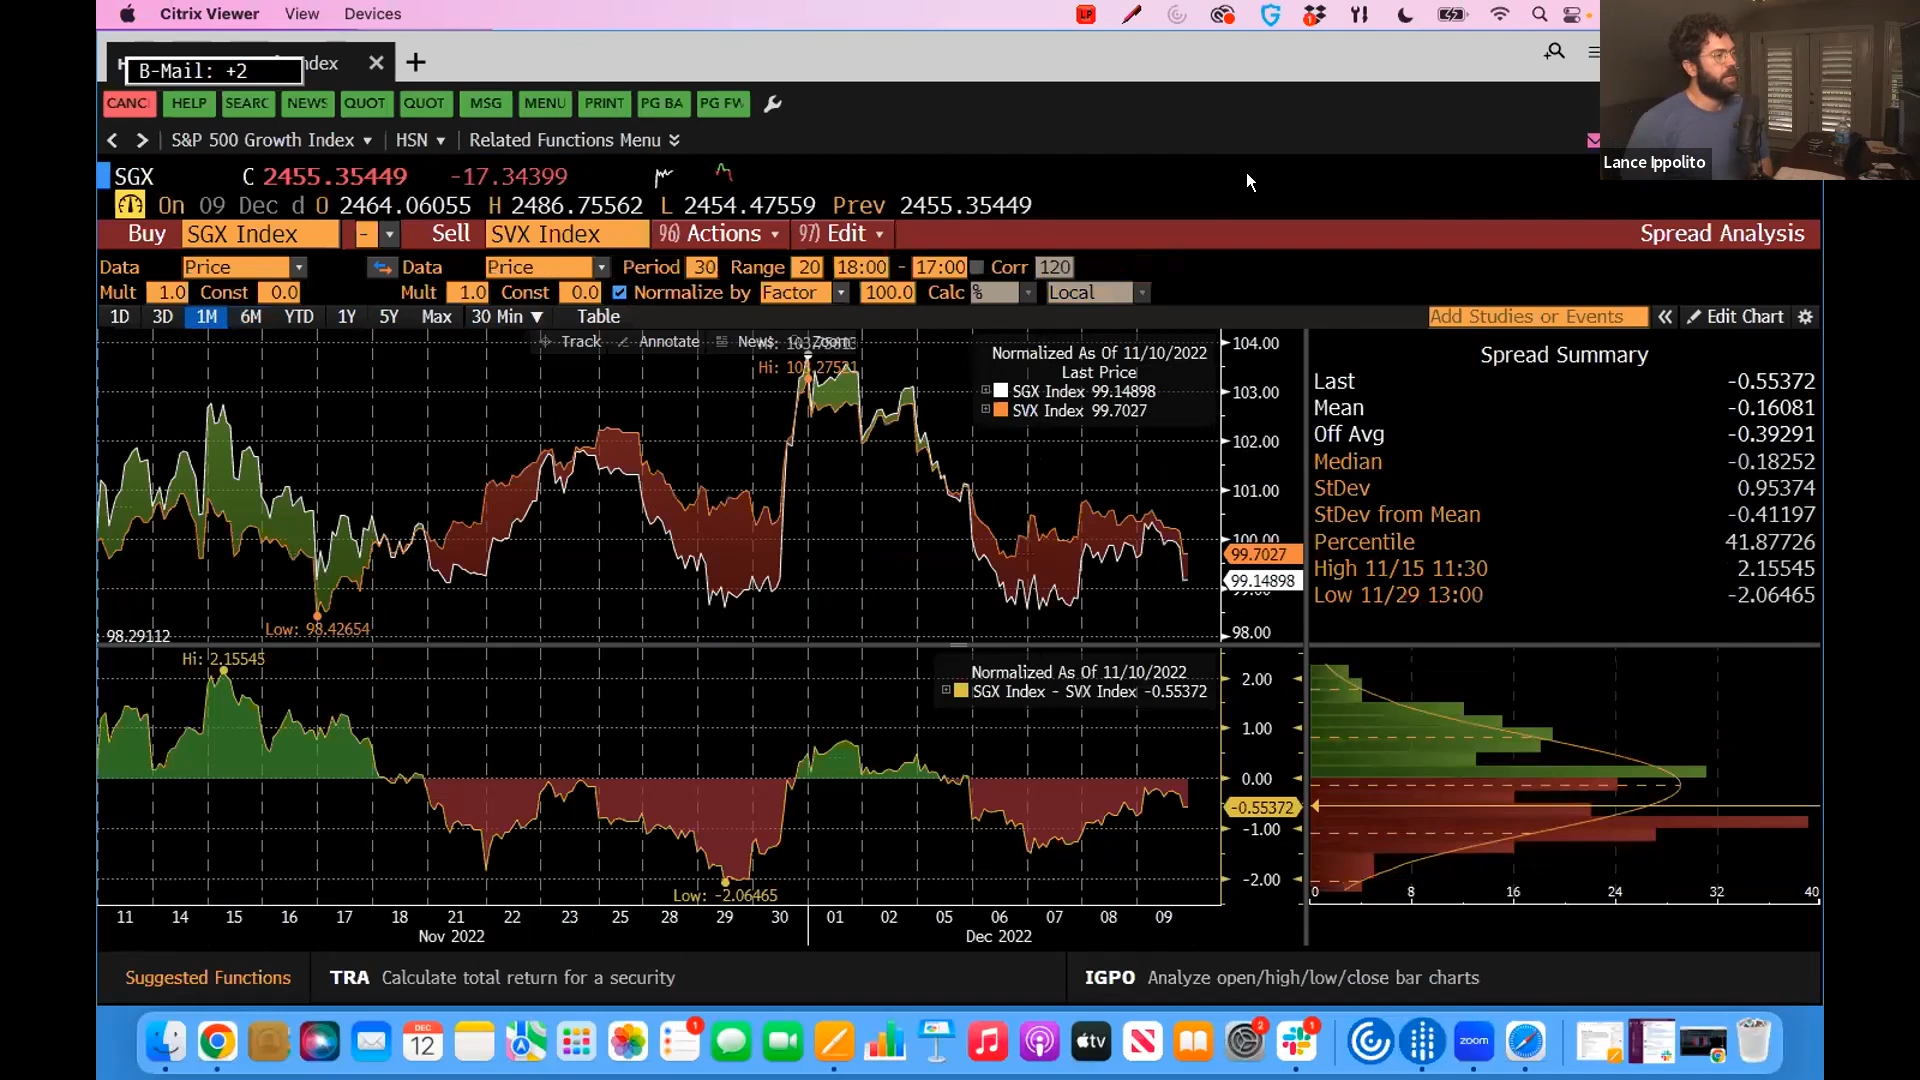 Citrix Viewer View Devices
B-Mail: +2
CANC HELP SEARC NEWS QUOT QUOT MSG MENU PRINT PG BA PG FW
S&P 500 Growth Index HSN Related Functions Menu
SGX C 2455.35449 -17.34399
On 09 Dec d O 2464.06055 H 2486.75562 L 2454.47559 Prev 2455.35449
Buy SGX Index - Sell SVX Index 96) Actions 97) Edit Spread Analysis
Data Price Data Price Period 30 Range 20 18:00 - 17:00 Corr 120
Mult 1.0 Const 0.0 Mult 1.0 Const 0.0 Normalize by Factor 100.0 Calc % Local
1D 3D 1M 6M YTD 1Y 5Y Max 30 Min Table Add Studies or Events Edit Chart
Track Annotate News
Normalized As Of 11/10/2022
Last Price
SGX Index 99.14898
SVX Index 99.7027
104.00
103.00
102.00
101.00
100.00
99.7027
99.14898
98.00
Low: 98.42654
98.29112
Spread Summary
Last -0.55372
Mean -0.16081
Off Avg -0.39291
Median -0.18252
StDev 0.95374
StDev from Mean -0.41197
Percentile 41.87726
High 11/15 11:30 2.15545
Low 11/29 13:00 -2.06465
Hi: 2.15545
Normalized As Of 11/10/2022
SGX Index - SVX Index -0.55372
2.00
1.00
0.00
-0.55372
-1.00
-2.00
Low: -2.06465
0 8 16 24 32 40
11 14 15 16 17 18 21 22 23 25 28 29 30 01 02 05 06 07 08 09
Nov 2022 Dec 2022
Suggested Functions TRA Calculate total return for a security IGPO Analyze open/high/low/close bar charts
Lance Ippolito
DEC
12
1
tv
2
1
zoom